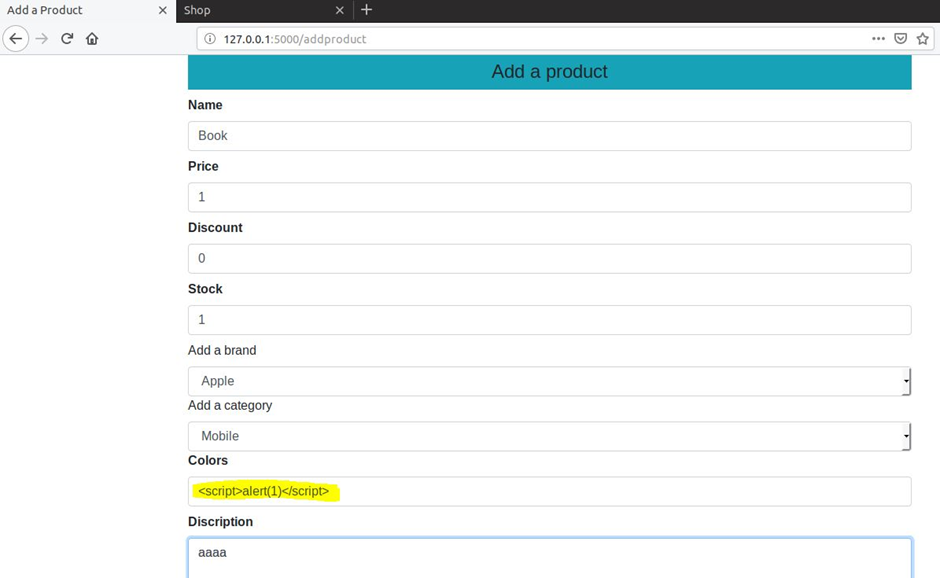 Add a Product
Shop
127.0.0.1:5000/addproduct
Add a product
Name
Book
Price
1
Discount
0
Stock
1
Add a brand
Apple
Add a category
Mobile
Colors
<script>alert(1)</script>
Discription
aaaa